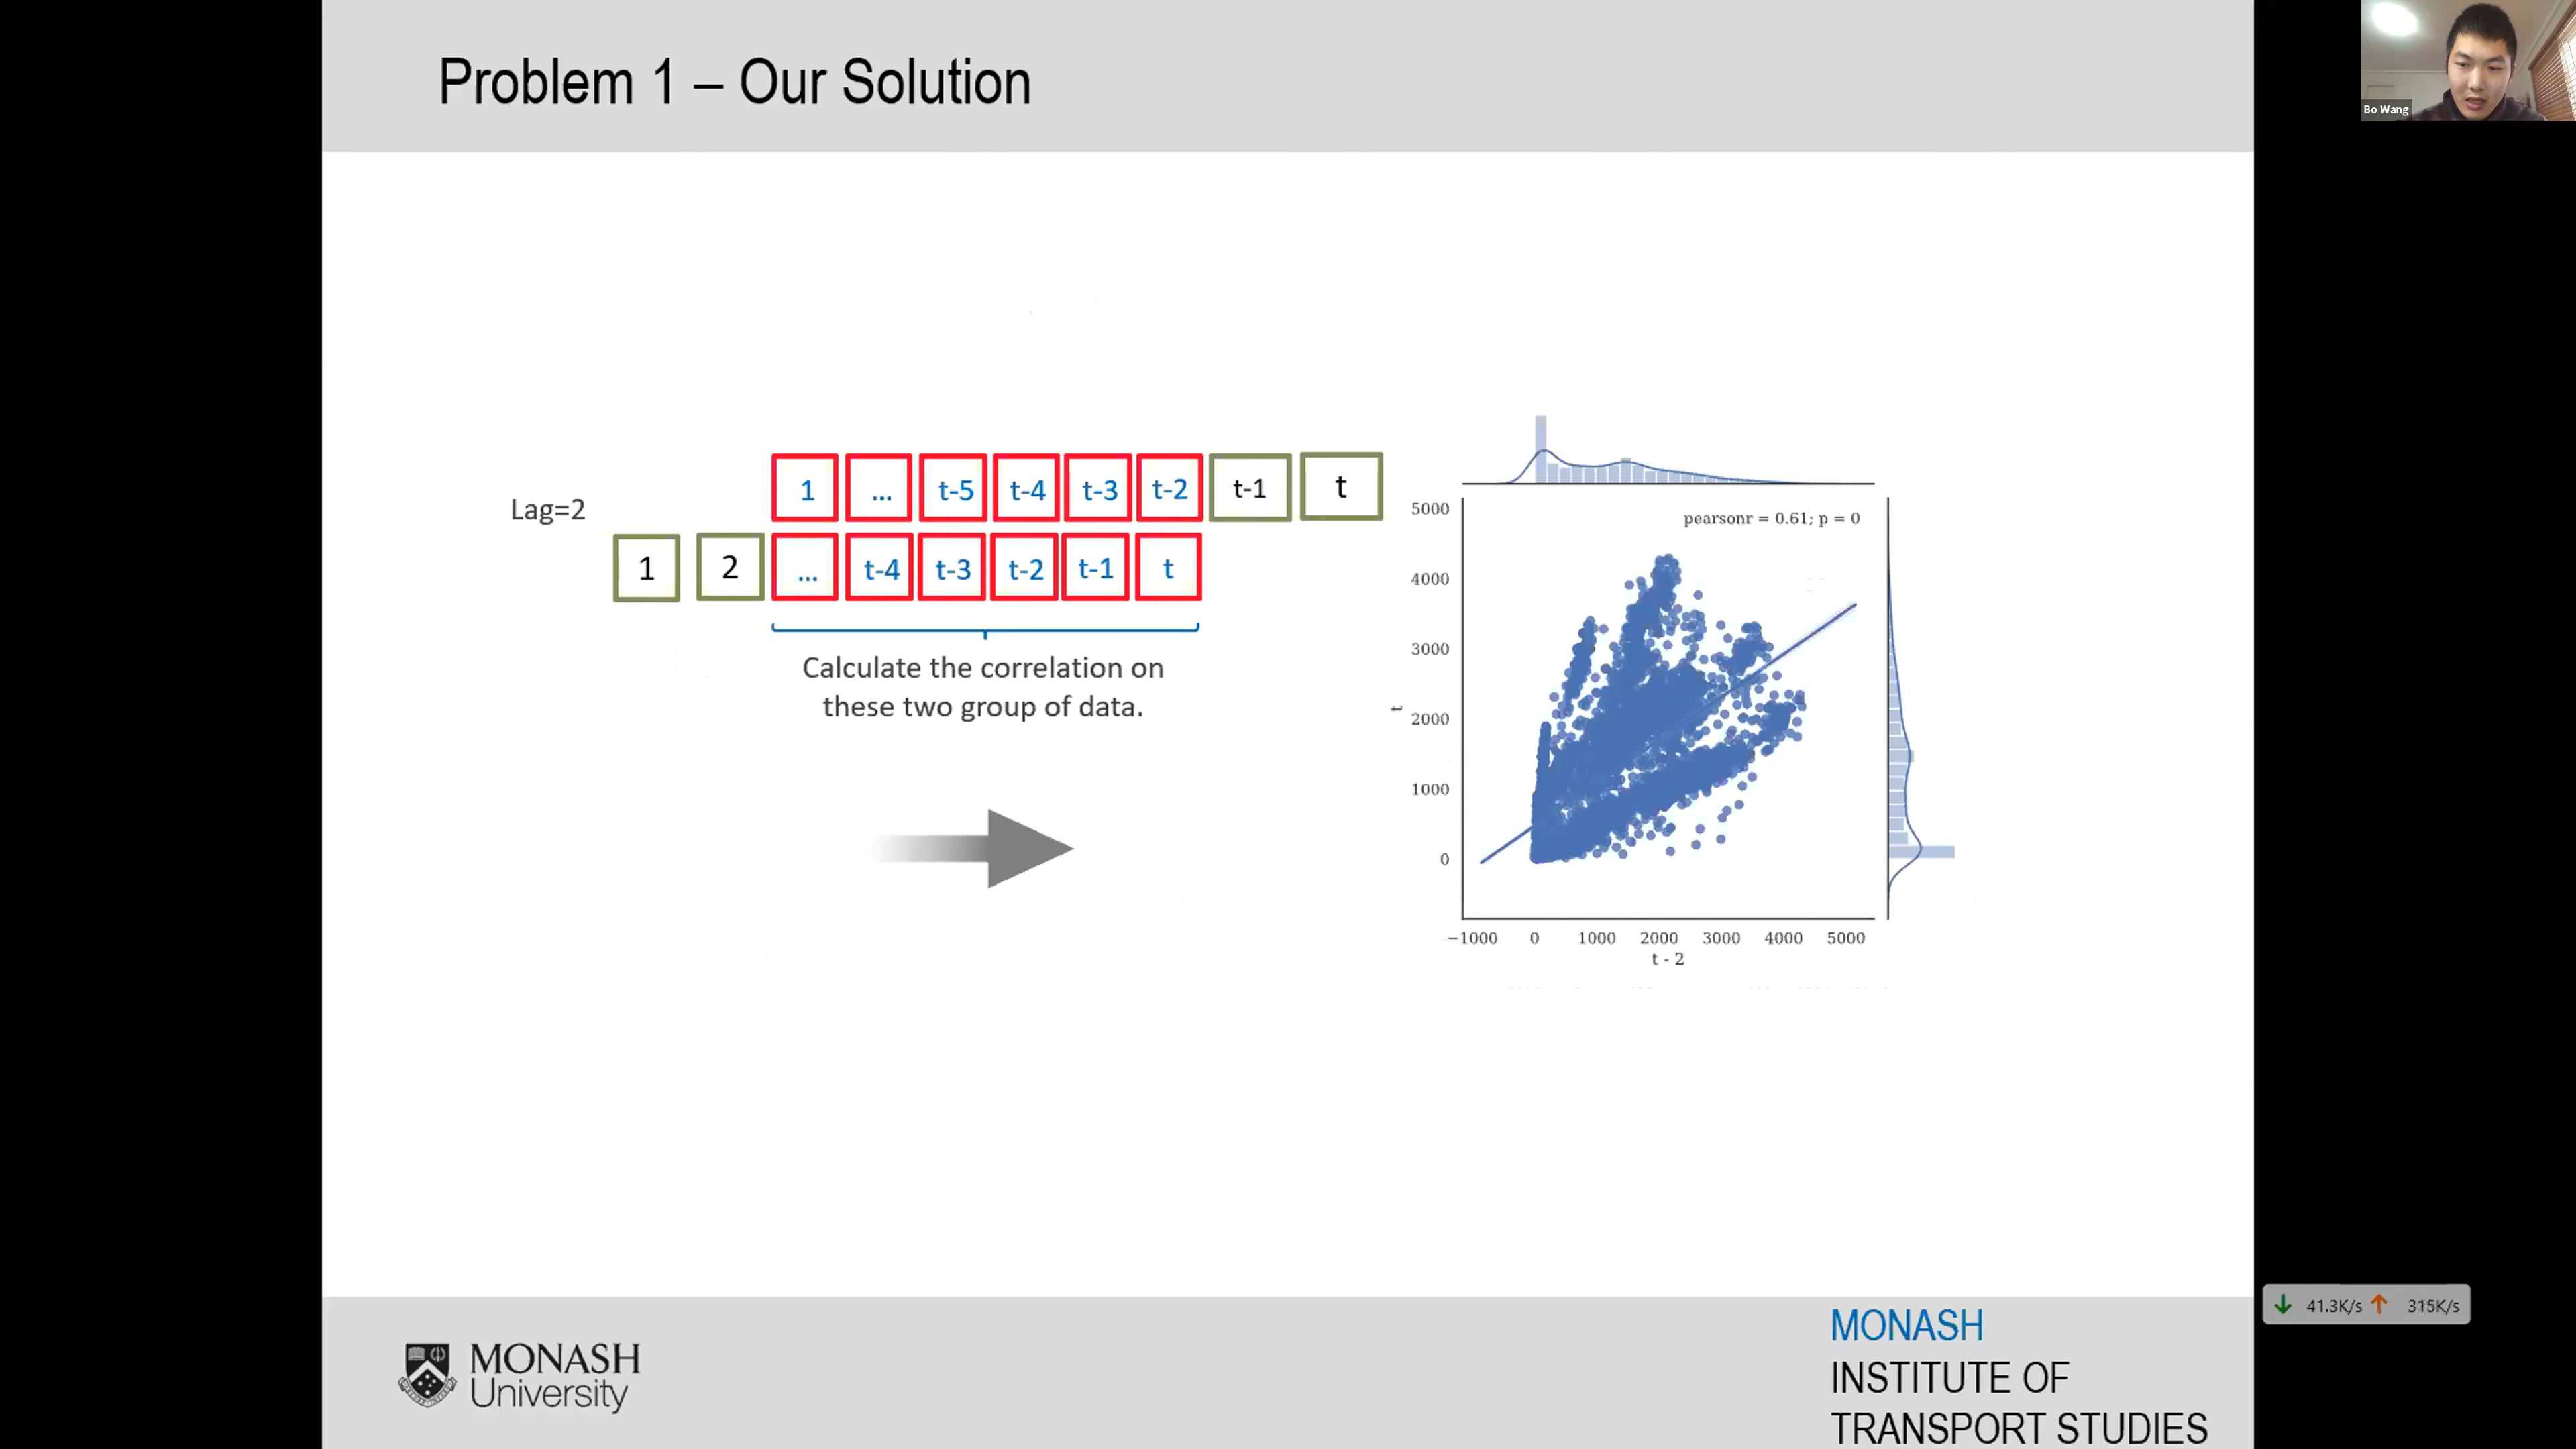 Problem 1 – Our Solution
Bo Wang
Lag=2
1 ... t-5 t-4 t-3 t-2 t-1 t
1 2 ... t-4 t-3 t-2 t-1 t
Calculate the correlation on
these two group of data.
pearsonr = 0.61; p = 0
5000
4000
3000
2000
1000
0
t
−1000 0 1000 2000 3000 4000 5000
t - 2
41.3K/s 315K/s
MONASH
University
MONASH
INSTITUTE OF
TRANSPORT STUDIES